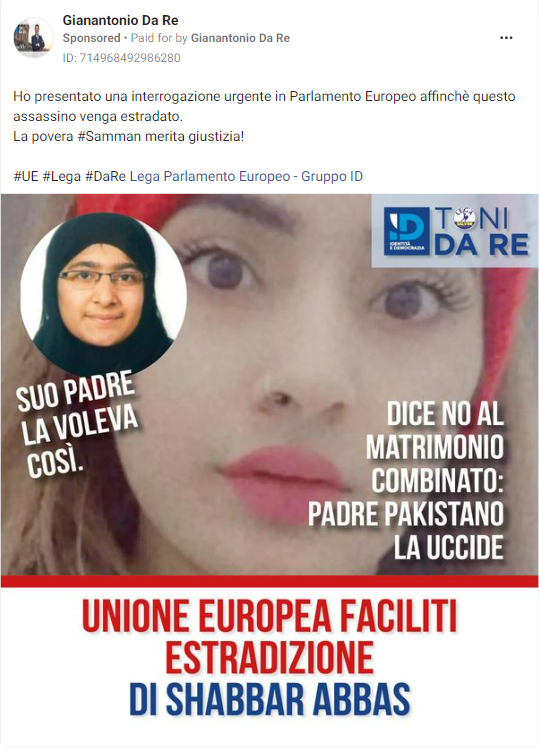 Gianantonio Da Re
Sponsored • Paid for by Gianantonio Da Re
ID: 714968492986280
Ho presentato una interrogazione urgente in Parlamento Europeo affinchè questo
assassino venga estradato.
La povera #Samman merita giustizia!
#UE #Lega #DaRe Lega Parlamento Europeo - Gruppo ID
ID
IDENTITÀ
E DEMOCRAZIA
TONI
DA RE
SUO PADRE
LA VOLEVA
COSÌ.
DICE NO AL
MATRIMONIO
COMBINATO:
PADRE PAKISTANO
LA UCCIDE
UNIONE EUROPEA FACILITI
ESTRADIZIONE
DI SHABBAR ABBAS